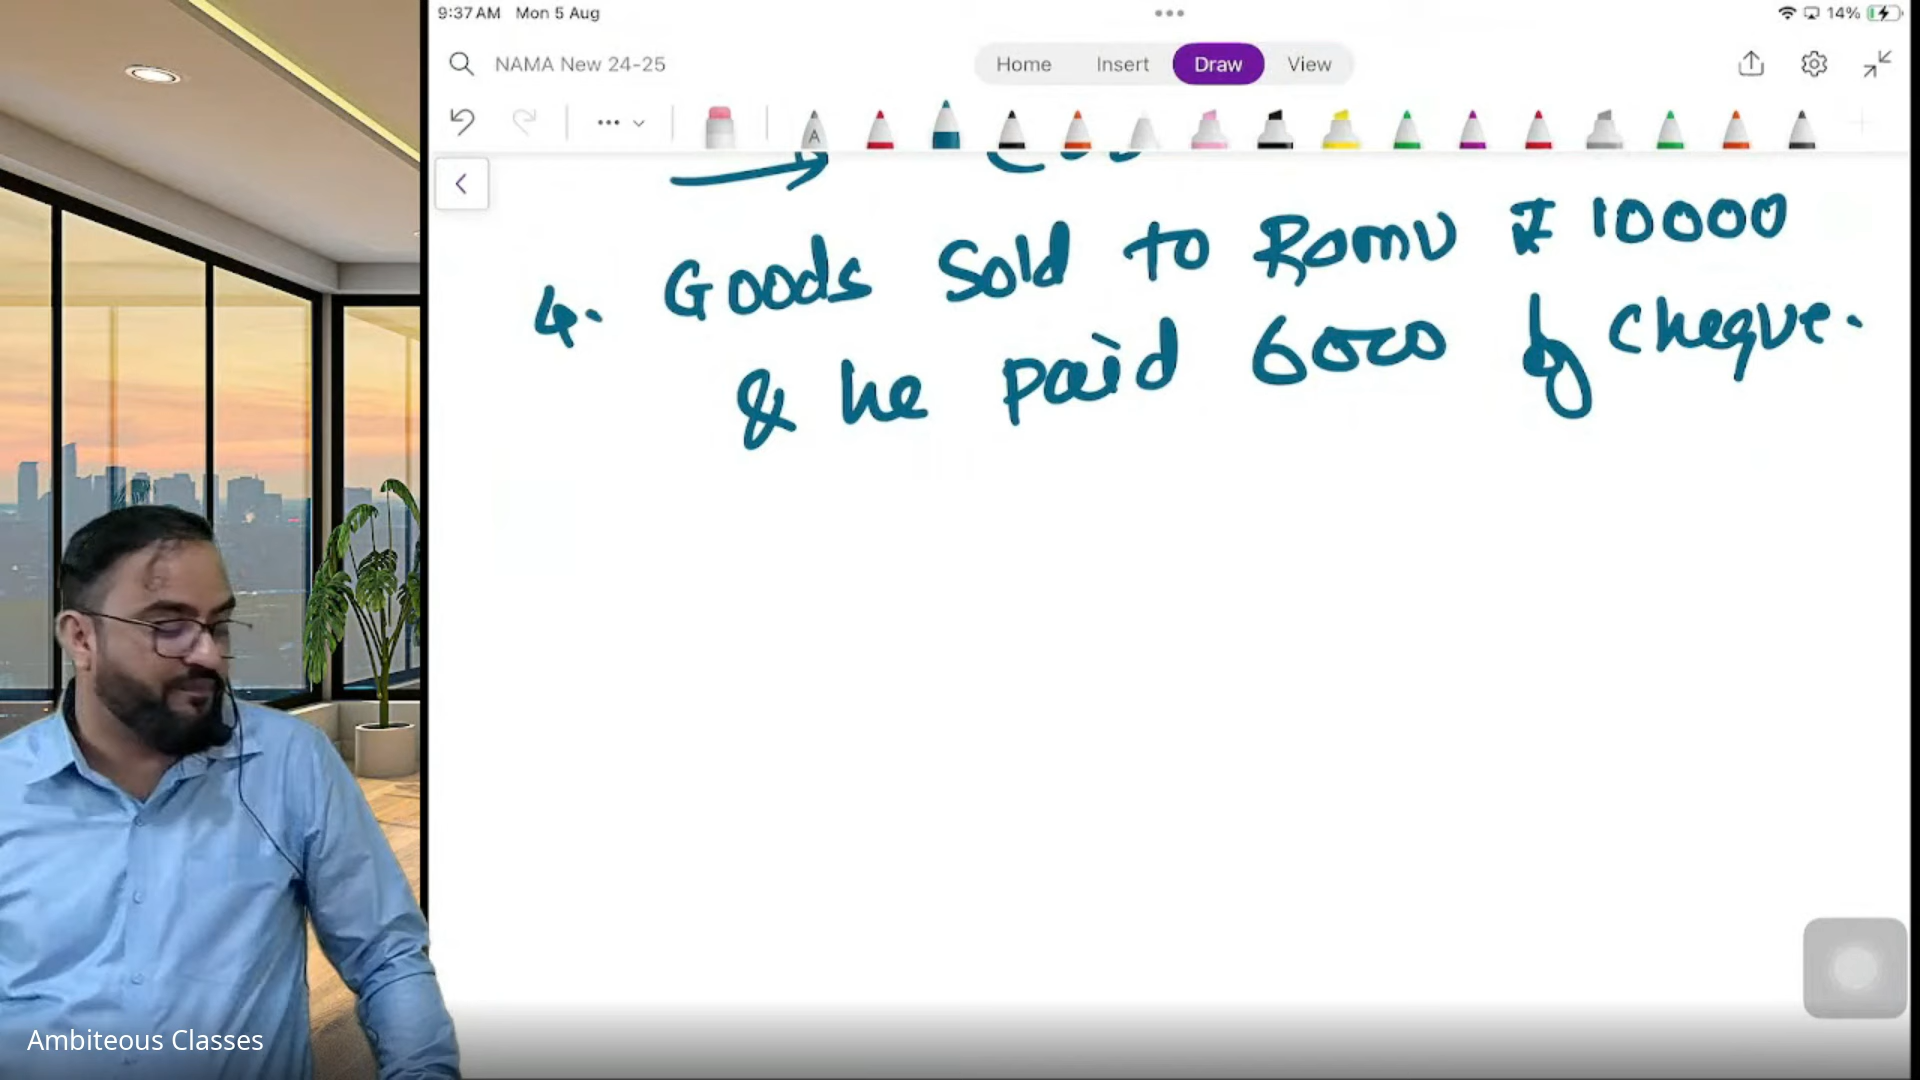 9:37 AM Mon 5 Aug
14%
NAMA New 24-25
Home Insert Draw View
A
4. Goods Sold to Ramu ₹ 10000
& he paid 6000 by cheque.
Ambiteous Classes